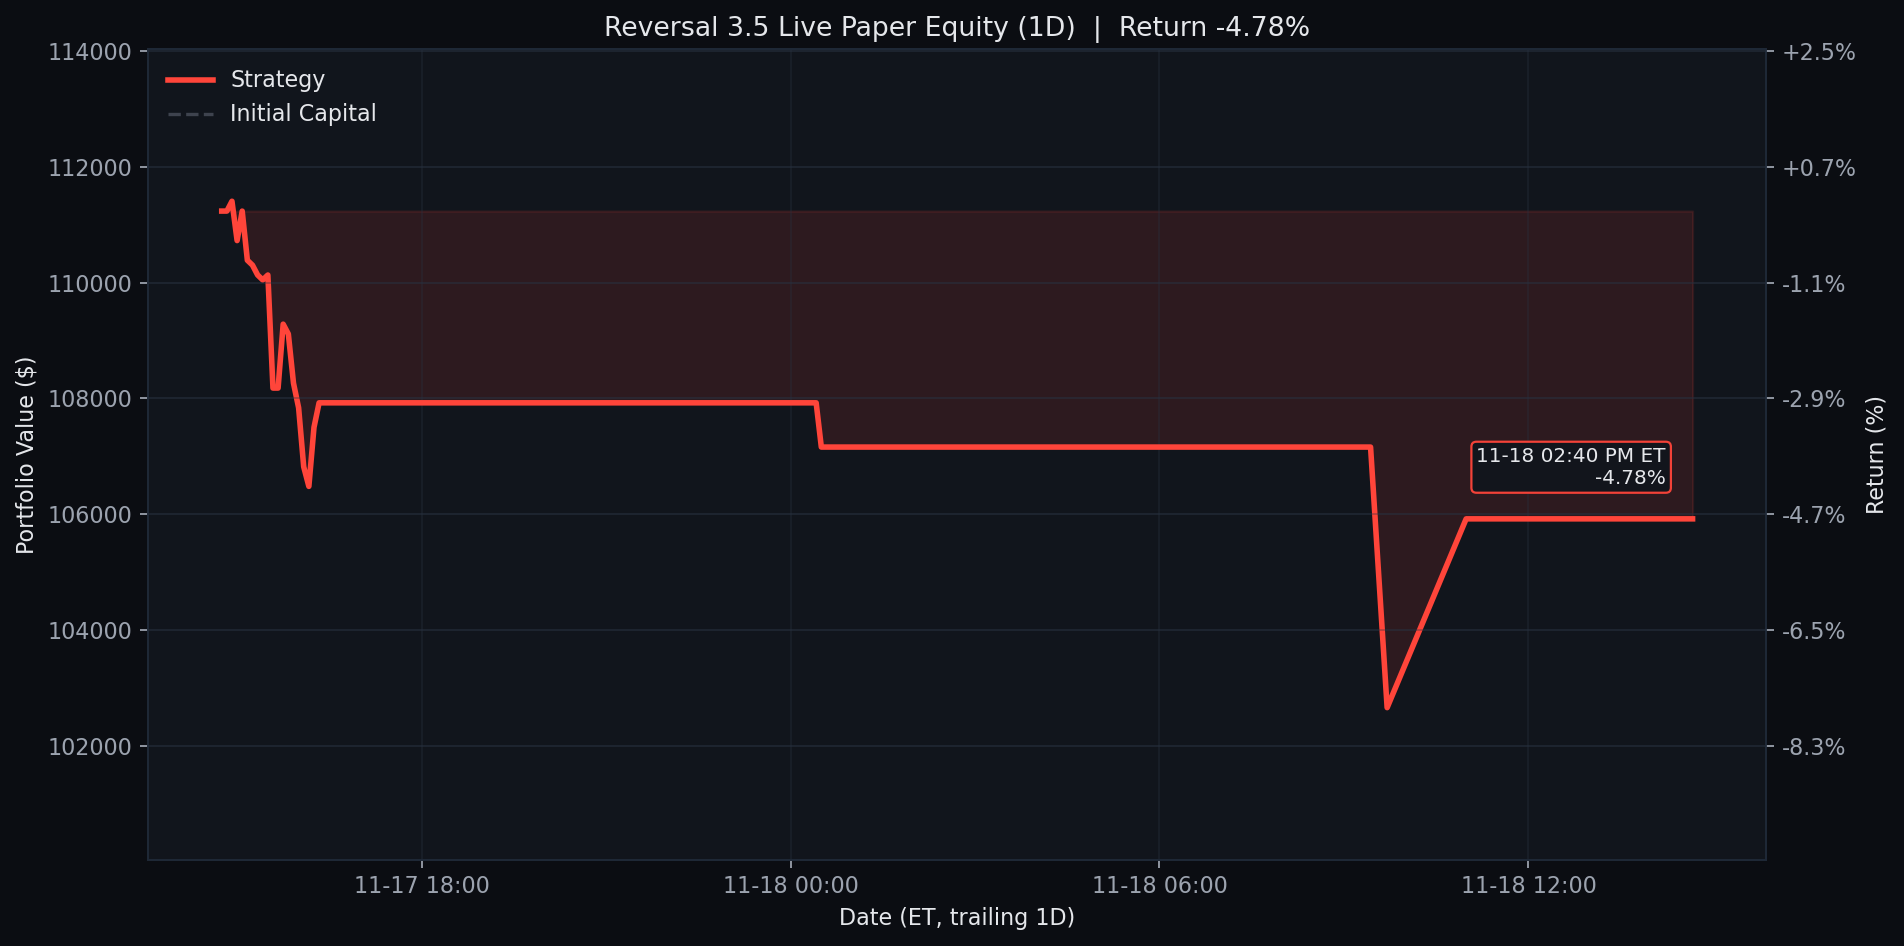 Reversal 3.5 Live Paper Equity (1D) | Return -4.78%
Strategy
Initial Capital
114000
112000
110000
108000
106000
104000
102000
Portfolio Value ($)
+2.5%
+0.7%
-1.1%
-2.9%
-4.7%
-6.5%
-8.3%
Return (%)
11-18 02:40 PM ET
-4.78%
11-17 18:00
11-18 00:00
11-18 06:00
11-18 12:00
Date (ET, trailing 1D)